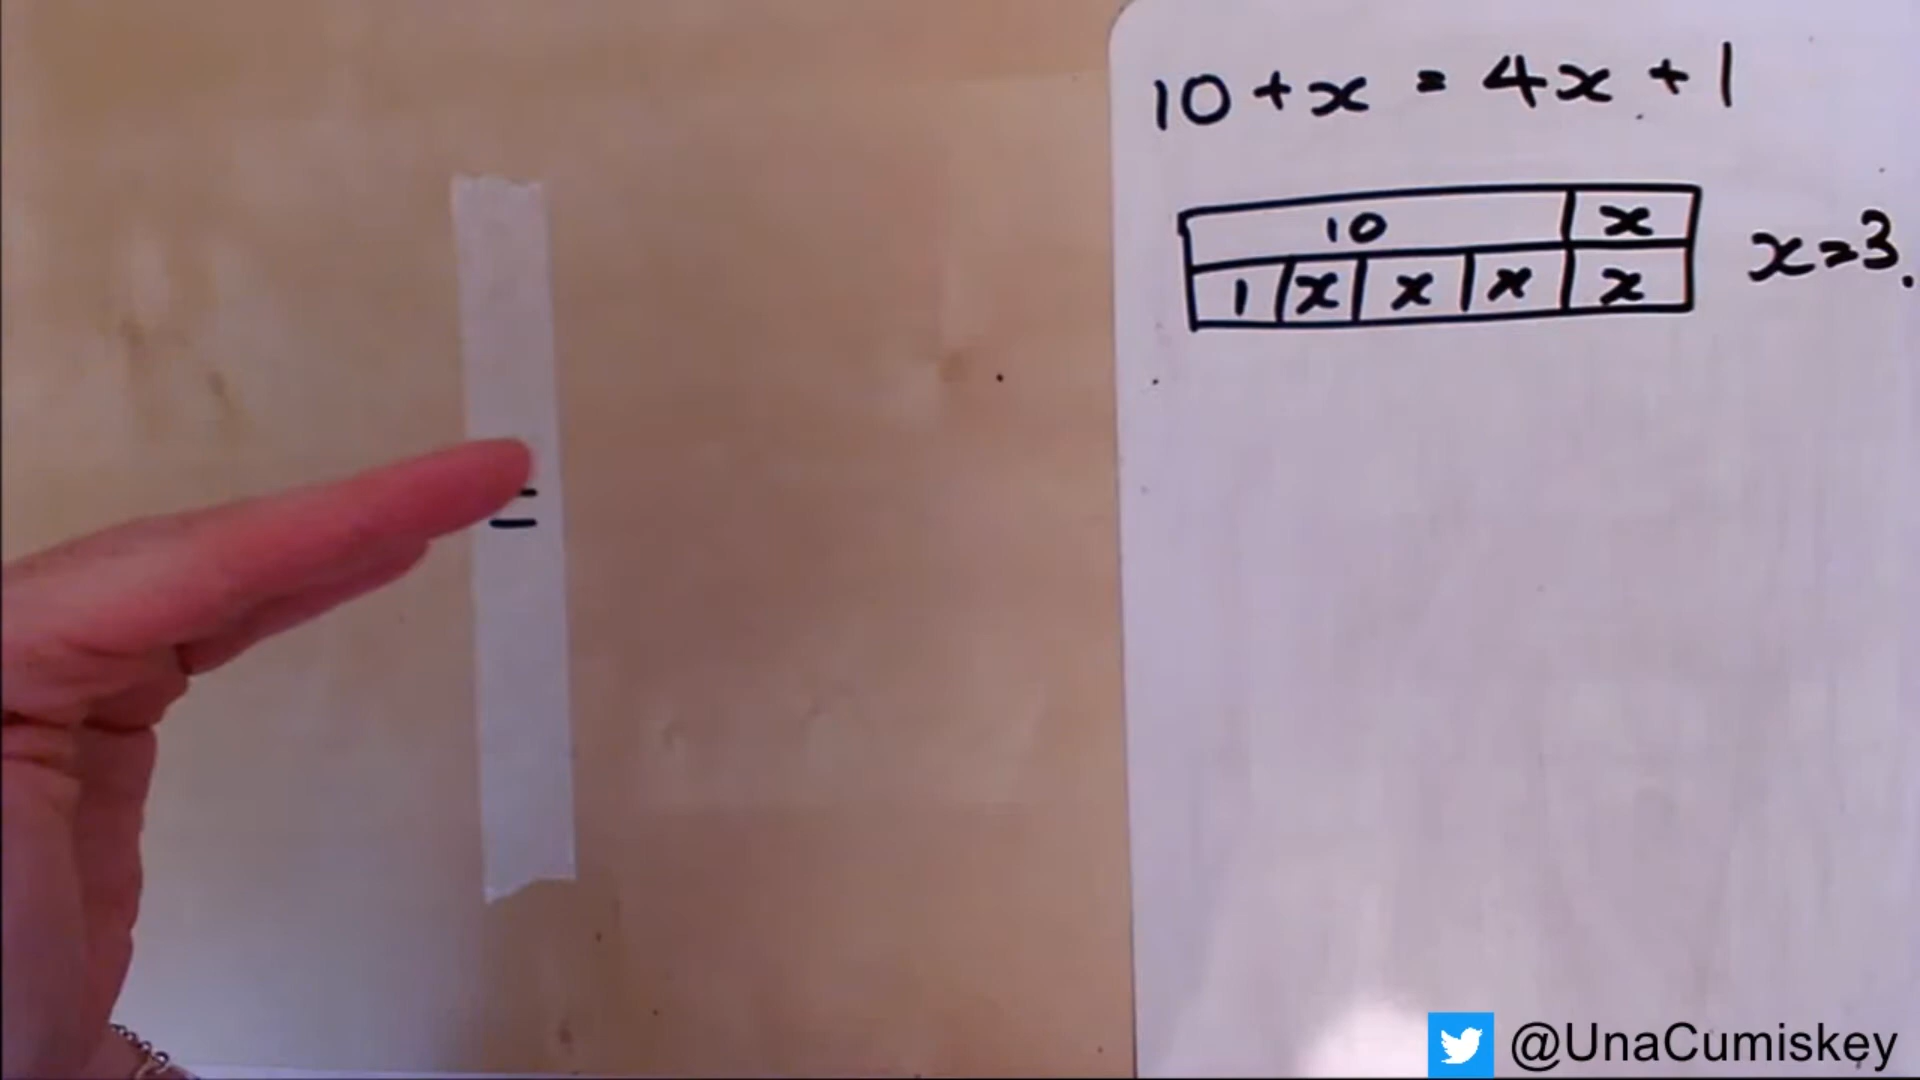 10 + x = 4x + 1
10 x
1 x x x x
x = 3.
=
@UnaCumiskey